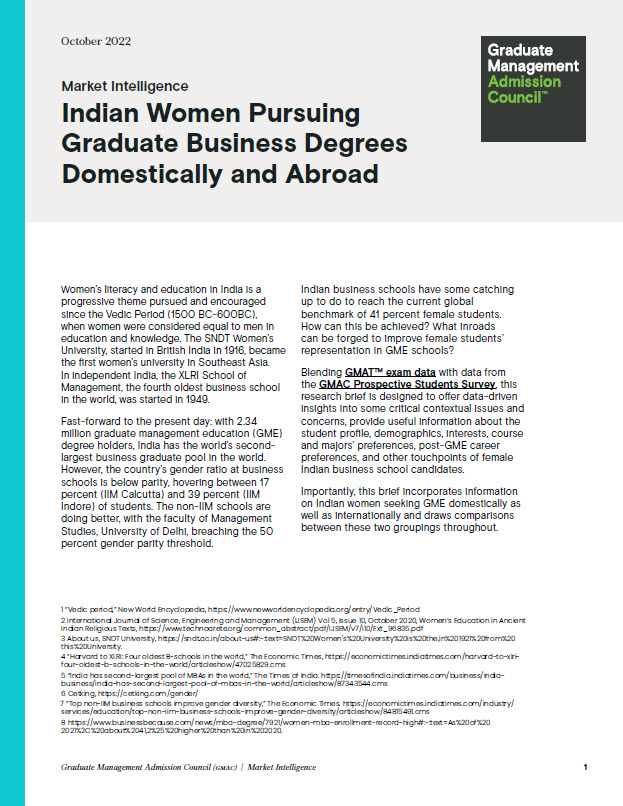 October 2022
Graduate
Management
Admission
Council™
Market Intelligence
Indian Women Pursuing
Graduate Business Degrees
Domestically and Abroad
Women's literacy and education in India is a
progressive theme pursued and encouraged
since the Vedic Period (1500 BC-600BC),
when women were considered equal to men in
education and knowledge. The SNDT Women's
University, started in British India in 1916, became
the first women's university in Southeast Asia.
In independent India, the XLRI School of
Management, the fourth oldest business school
in the world, was started in 1949.
Fast-forward to the present day: with 2.34
million graduate management education (GME)
degree holders, India has the world's second-
largest business graduate pool in the world.
However, the country's gender ratio at business
schools is below parity, hovering between 17
percent (IIM Calcutta) and 39 percent (IIM
Indore) of students. The non-IIM schools are
doing better, with the faculty of Management
Studies, University of Delhi, breaching the 50
percent gender parity threshold.
Indian business schools have some catching
up to do to reach the current global
benchmark of 41 percent female students.
How can this be achieved? What inroads
can be forged to improve female students'
representation in GME schools?
Blending GMAT™ exam data with data from
the GMAC Prospective Students Survey, this
research brief is designed to offer data-driven
insights into some critical contextual issues and
concerns, provide useful information about the
student profile, demographics, interests, course
and majors' preferences, post-GME career
preferences, and other touchpoints of female
Indian business school candidates.
Importantly, this brief incorporates information
on Indian women seeking GME domestically as
well as internationally and draws comparisons
between these two groupings throughout.
1 "Vedic period," New World Encyclopedia, https://www.newworldencyclopedia.org/entry/Vedic_Period
2 International Journal of Science, Engineering and Management (IJSEM) Vol 5, Issue 10, October 2020, Women's Education in Ancient
Indian Religious Texts, https://www.technoarete.org/common_abstract/pdf/IJSEM/v7/i10/Ext_96835.pdf
3 About us, SNDT University, https://sndt.ac.in/about-us#:~:text=SNDT%20Women's%20University%20is%20the,in%201921%20from%20
this%20University.
4 "Harvard to XLRI: Four oldest B-schools in the world," The Economic Times, https://economictimes.indiatimes.com/harvard-to-xlri-
four-oldest-b-schools-in-the-world/articleshow/47025829.cms
5 "India has second-largest pool of MBAs in the world," The Times of India. https://timesofindia.indiatimes.com/business/india-
business/india-has-second-largest-pool-of-mbas-in-the-world/articleshow/87343544.cms
6 Cetking, https://cetking.com/gender/
7 "Top non-IIM business schools improve gender diversity," The Economic Times, https://economictimes.indiatimes.com/industry/
services/education/top-non-iim-business-schools-improve-gender-diversity/articleshow/84815491.cms
8 https://www.businessbecause.com/news/mba-degree/7921/women-mba-enrollment-record-high#:~:text=As%20of%20
2021%2C%20about%2041,2%25%20higher%20than%20in%202020.
Graduate Management Admission Council (GMAC) | Market Intelligence
1